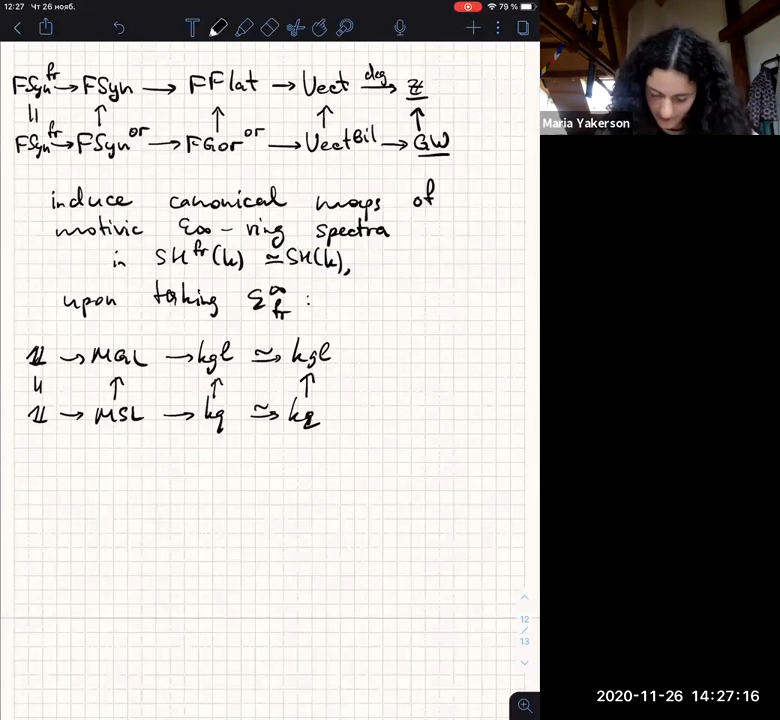 12:27 Чт 26 нояб.
79 %
FSyn^fr → FSyn → FFlat → Vect deg→ Z
FSyn^fr → FSyn^or → FGor^or → VectBil → GW
Maria Yakerson
induce canonical maps of
motivic E∞ - ring spectra
in SH^fr(k) ≃ SH(k),
upon taking Σ^∞_fr :
𝟙 → MGL → kgl ≃→ kgl
𝟙 → MSL → kq ≃→ kq
12
/
13
2020-11-26 14:27:16